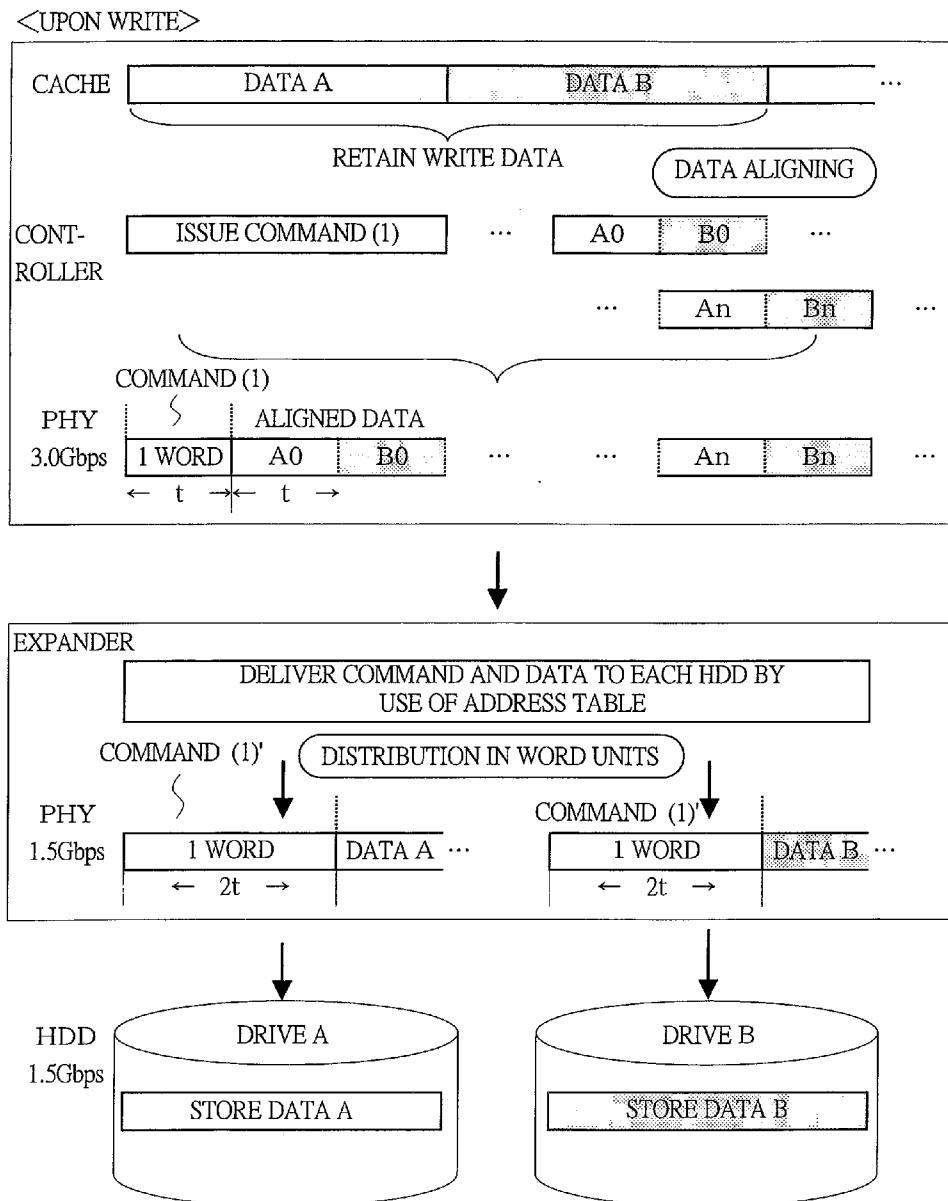 <UPON WRITE>
CACHE DATA A DATA B ...
RETAIN WRITE DATA
DATA ALIGNING
CONT-
ROLLER
ISSUE COMMAND (1) ... A0 B0 ...
... An Bn ...
COMMAND (1)
PHY
3.0Gbps
ALIGNED DATA
1 WORD A0 B0 ... ... An Bn ...
← t → ← t →
EXPANDER
DELIVER COMMAND AND DATA TO EACH HDD BY
USE OF ADDRESS TABLE
COMMAND (1)'
DISTRIBUTION IN WORD UNITS
COMMAND (1)'
PHY
1.5Gbps
1 WORD DATA A ... 1 WORD DATA B ...
← 2t → ← 2t →
HDD
1.5Gbps
DRIVE A DRIVE B
STORE DATA A STORE DATA B